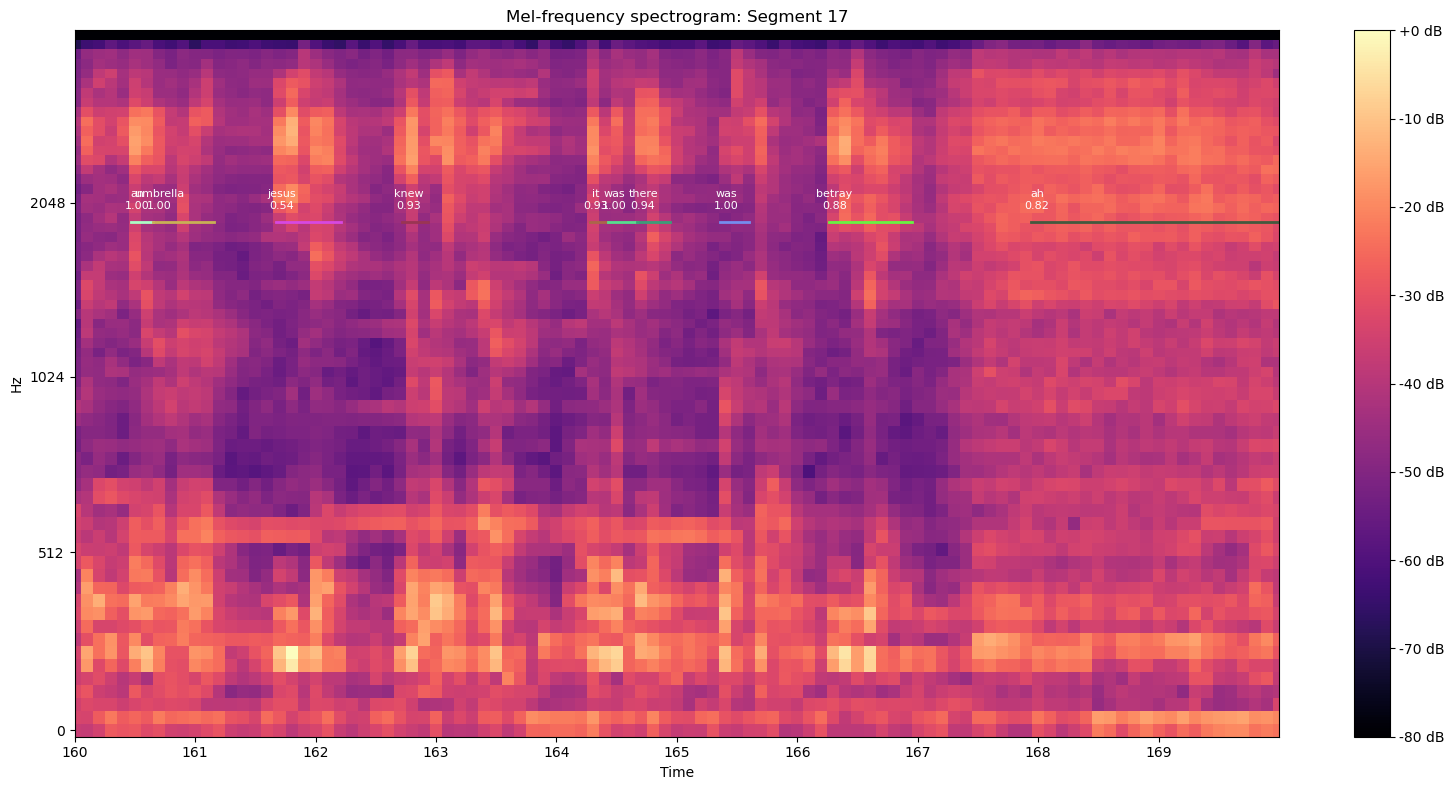 Mel-frequency spectrogram: Segment 17
+0 dB
-10 dB
-20 dB
-30 dB
-40 dB
-50 dB
-60 dB
-70 dB
-80 dB
Hz
2048
1024
512
0
an umbrella jesus knew it was there was betray ah
1.00 1.00 0.54 0.93 0.93 1.00 0.94 1.00 0.88 0.82
160 161 162 163 164 165 166 167 168 169
Time